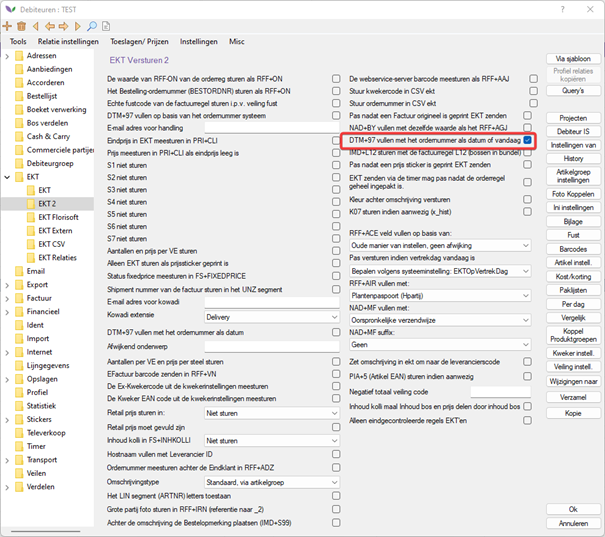 Debiteuren : TEST
Tools Relatie instellingen Toeslagen/ Prijzen Instellingen Misc
Adressen
Aanbiedingen
Accorderen
Bestellijst
Boeket verwerking
Bos verdelen
Cash & Carry
Commerciele partijen
Debiteurgroep
EKT
EKT
EKT 2
EKT Florisoft
EKT Extern
EKT CSV
EKT Relaties
Email
Export
Factuur
Financieel
Ident
Import
Internet
Lijngegevens
Opslagen
Profiel
Statistiek
Stickers
Televerkoop
Timer
Transport
Veilen
Verdelen
EKT Versturen 2
De waarde van RFF-ON van de orderreg sturen als RFF+ON
Het Bestelling-ordernummer (BESTORDNR) sturen als RFF+ON
Echte fustcode van de factuurregel sturen i.p.v. veiling fust
DTM+97 vullen op basis van het ordernummer systeem
E-mail adres voor handling
Eindprijs in EKT meesturen in PRI+CLI
Prijs meesturen in PRI+CLI als eindprijs leeg is
S1 niet sturen
S2 niet sturen
S3 niet sturen
S4 niet sturen
S5 niet sturen
S6 niet sturen
S7 niet sturen
Aantallen en prijs per VE sturen
Alleen EKT sturen als prijssticker geprint is
Status fixedprice meesturen in FS+FIXEDPRICE
Shipment nummer van de factuur sturen in het UNZ segment
E-mail adres voor kowadi
Kowadi extensie Delivery
DTM+97 vullen met het ordernummer als datum
Afwijkend onderwerp
Aantallen per VE en prijs per steel sturen
EFactuur barcode zenden in RFF+VN
De Ex-Kwekercode uit de kwekerinstellingen meesturen
De Kweker EAN code uit de kwekerinstellingen meesturen
Retail prijs sturen in: Niet sturen
Retail prijs moet gevuld zijn
Inhoud kolli in FS+INHKOLLI Niet sturen
Hostnaam vullen met Leverancier ID
Ordernummer meesturen achter de Eindklant in RFF+ADZ
Omschrijvingstype Standaard, via artikelgroep
Het LIN segment (ARTNR) letters toestaan
Grote partij foto sturen in RFF+IRN (referentie naar _2)
Achter de omschrijving de Bestelopmerking plaatsen (IMD+S99)
De webservice-server barcode meesturen als RFF+AAJ
Stuur kwekercode in CSV ekt
Stuur ordernummer in CSV ekt
Pas nadat een Factuur origineel is geprint EKT zenden
NAD+BY vullen met dezelfde waarde als het RFF+AGJ
DTM+97 vullen met het ordernummer als datum of vandaag
IMD+L12 sturen met de factuurregel L12 (bossen in bundel)
Pas nadat een prijs sticker is geprint EKT zenden
EKT zenden via de timer mag pas nadat de orderregel
geheel ingepakt is.
Kleur achter omschrijving versturen
K07 sturen indien aanwezig (x_hist)
RFF+ACE veld vullen op basis van:
Oude manier van instellen, geen afwijking
Pas versturen indien vertrekdag vandaag is
Bepalen volgens systeeminstelling: EKTOpVertrekDag
RFF+AIR vullen met:
Plantenpaspoort (Hpartij)
NAD+MF vullen met:
Oorspronkelijke verzendwijze
NAD+MF suffix:
Geen
Zet omschrijving in ekt om naar de leverancierscode
PIA+5 (Artikel EAN) sturen indien aanwezig
Negatief totaal veiling code
Inhoud kolli maal Inhoud bos en prijs delen door inhoud bos
Alleen eindgecontroleerde regels EKT'en
Via sjabloon
Profiel relaties
kopiëren
Query's
Projecten
Debiteur IS
Instellingen van
History
Artikelgroep
instellingen
Foto Koppelen
Ini instellingen
Bijlage
Fust
Barcodes
Artikel instell.
Kost/korting
Paklijsten
Per dag
Vergelijk
Koppel
Produktgroepen
Kweker instell.
Veiling instell.
Wijzigingen naar
Verzamel
Kopie
Ok
Annuleren